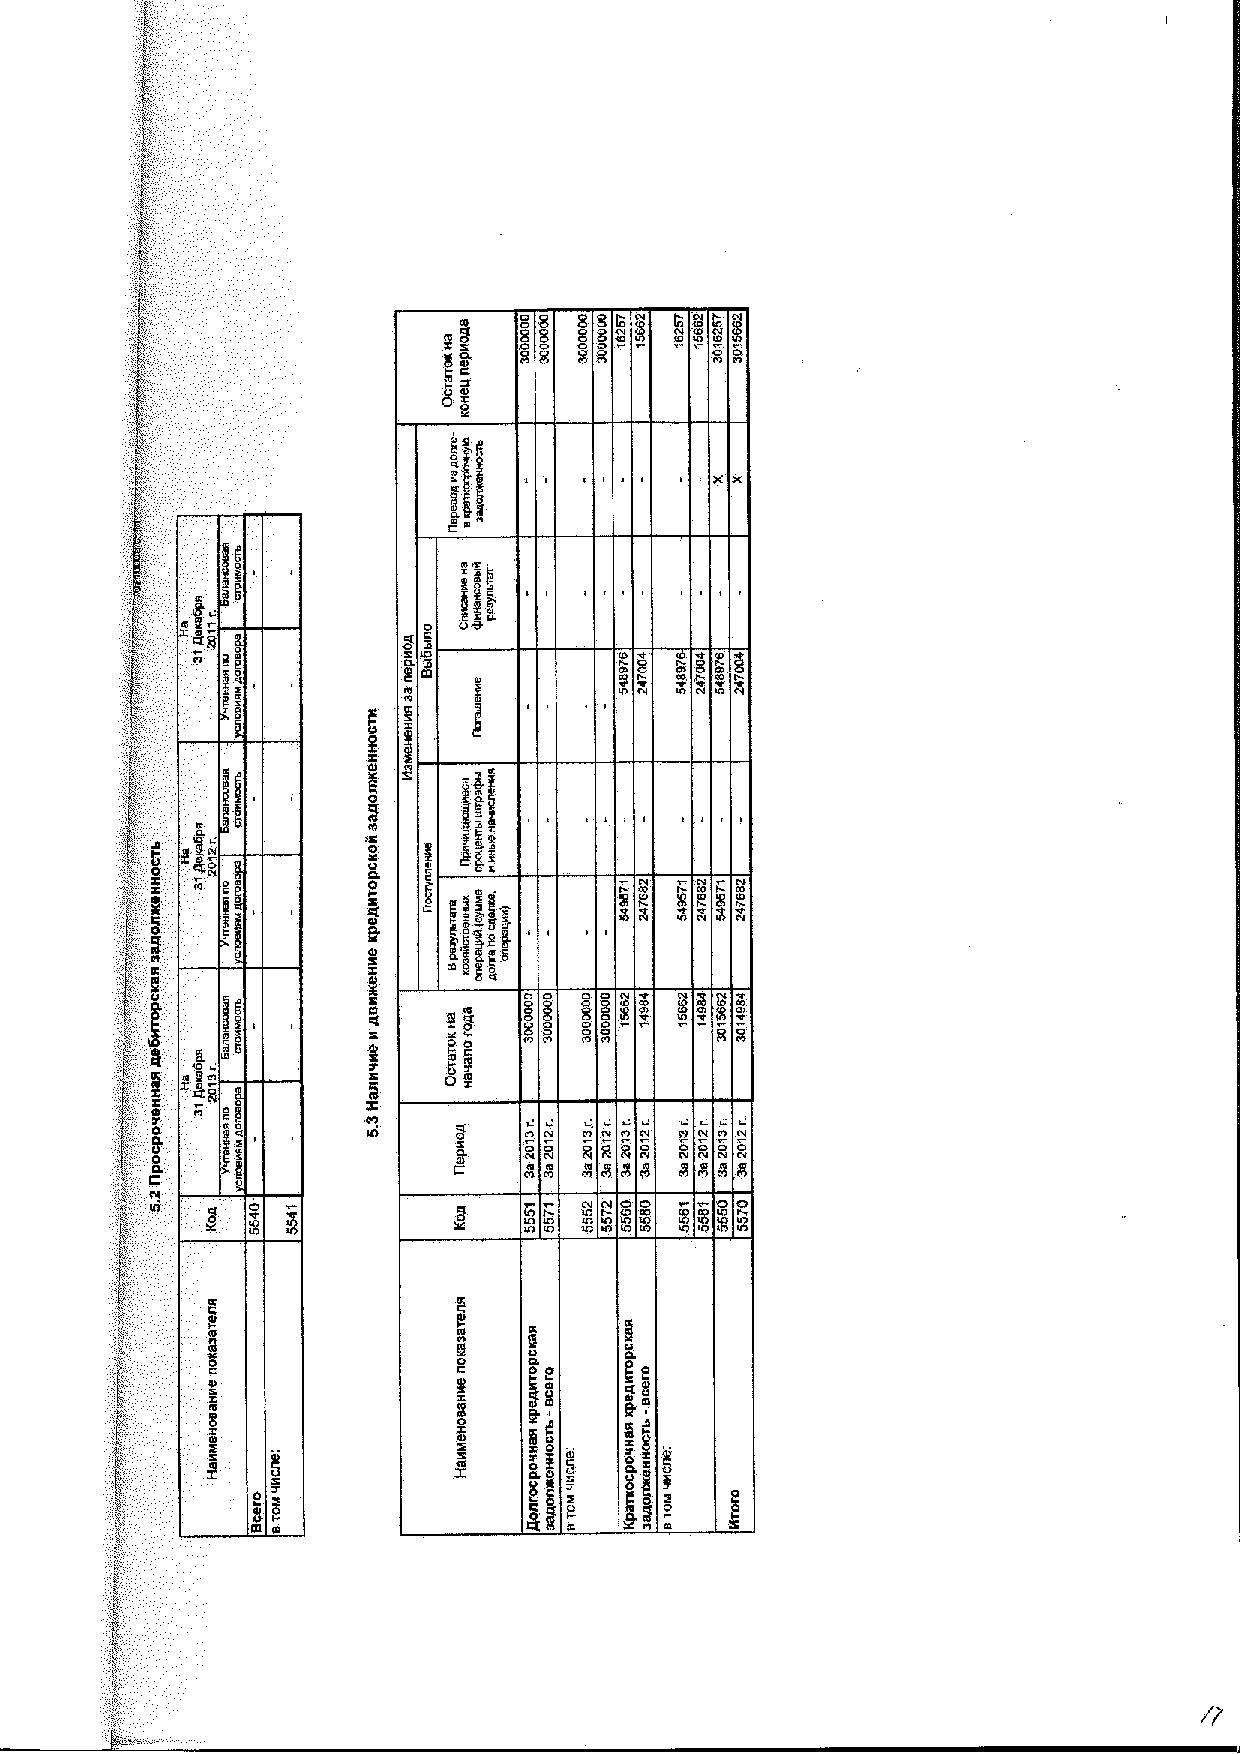 5.2 Просроченная дебиторская задолженность
Наименование показателя Код На 31 Декабря 2013 г. На 31 Декабря 2012 г. На 31 Декабря 2011 г.
Учтенная по условиям договора Балансовая стоимость Учтенная по условиям договора Балансовая стоимость Учтенная по условиям договора Балансовая стоимость
Всего 5540 - - - - - -
в том числе:
5541 - - - - - -
5.3 Наличие и движение кредиторской задолженности
Наименование показателя Код Период Остаток на начало года Изменения за период Остаток на конец периода
Поступление Выбыло Перевод из долго- в краткосрочную задолженность
В результате хозяйственных операций (сумма долга по сделке, операции) Причитающиеся проценты штрафы и иные начисления Погашение Списание на финансовый результат
Долгосрочная кредиторская 5551 За 2013 г. 3000000 - - - - - 3000000
задолженность - всего 5571 За 2012 г. 3000000 - - - - - 3000000
в том числе:
5552 За 2013 г. 3000000 - - - - - 3000000
5572 За 2012 г. 3000000 - - - - - 3000000
Краткосрочная кредиторская 5560 За 2013 г. 15662 549571 - 548976 - - 16257
задолженность - всего 5580 За 2012 г. 14984 247682 - 247004 - - 15662
в том числе:
5561 За 2013 г. 15662 549571 - 548976 - - 16257
5581 За 2012 г. 14984 247682 - 247004 - - 15662
Итого 5550 За 2013 г. 3015662 549571 - 548976 - X 3016257
5570 За 2012 г. 3014984 247682 - 247004 - X 3015662
17